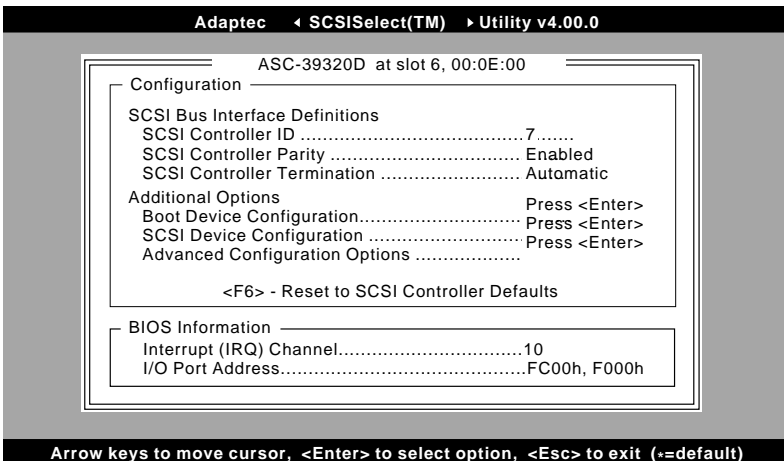 Adaptec ◂ SCSISelect(TM) ▸ Utility v4.00.0
ASC-39320D at slot 6, 00:0E:00
Configuration
SCSI Bus Interface Definitions
SCSI Controller ID ........................................7.......
SCSI Controller Parity .................................. Enabled
SCSI Controller Termination ......................... Automatic
Additional Options
Boot Device Configuration............................. Press <Enter>
SCSI Device Configuration ........................... Press <Enter>
Advanced Configuration Options ................... Press <Enter>
<F6> - Reset to SCSI Controller Defaults
BIOS Information
Interrupt (IRQ) Channel.................................10
I/O Port Address............................................FC00h, F000h
Arrow keys to move cursor, <Enter> to select option, <Esc> to exit (*=default)